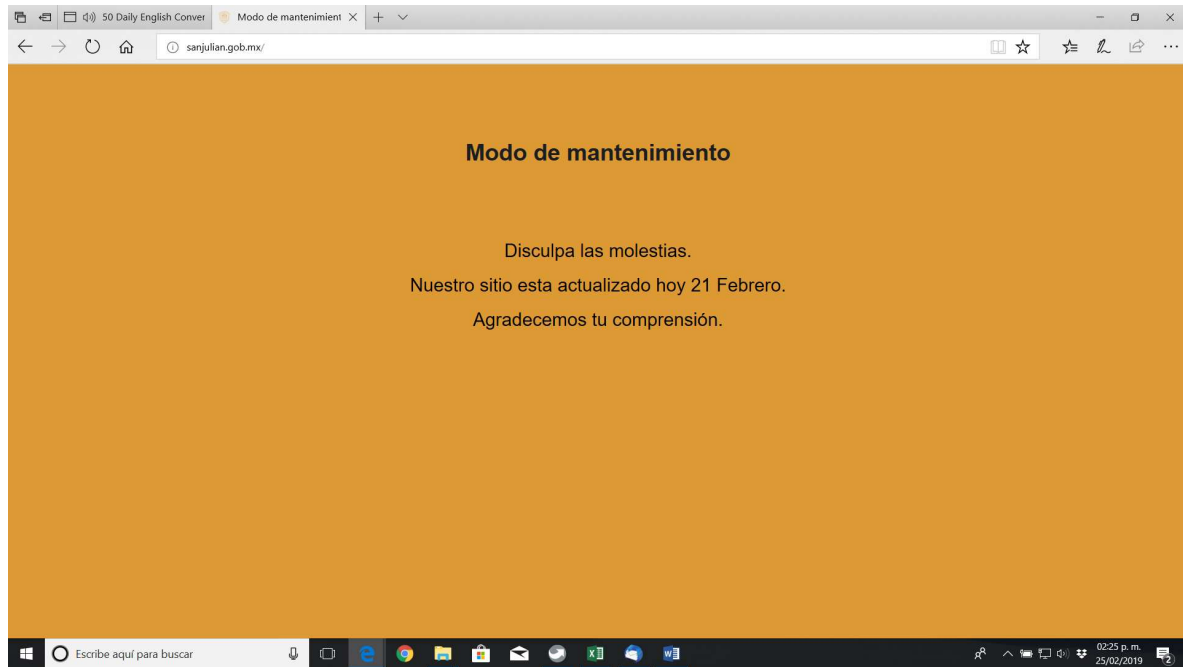 50 Daily English Conver
Modo de mantenimient
sanjulian.gob.mx/
Modo de mantenimiento
Disculpa las molestias.
Nuestro sitio esta actualizado hoy 21 Febrero.
Agradecemos tu comprensión.
Escribe aquí para buscar
02:25 p. m.
25/02/2019
2